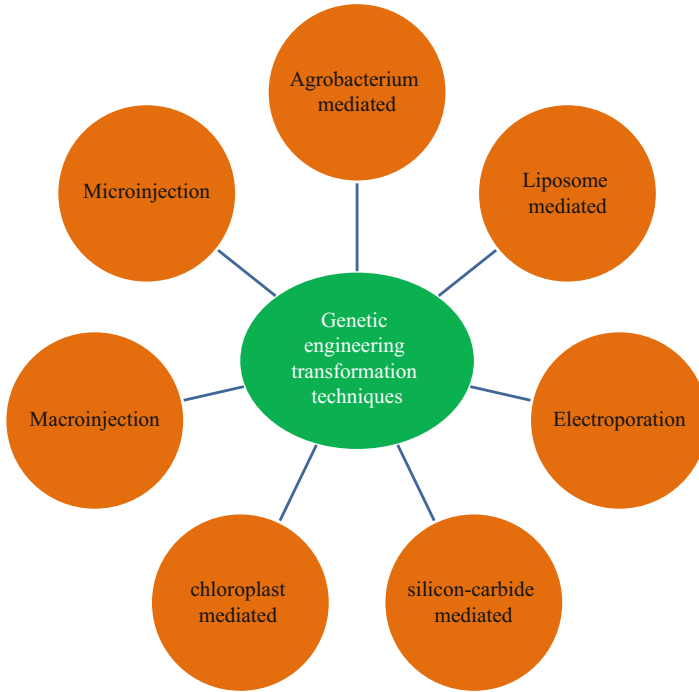 Agrobacterium
mediated
Liposome
mediated
Electroporation
silicon-carbide
mediated
chloroplast
mediated
Macroinjection
Microinjection
Genetic
engineering
transformation
techniques